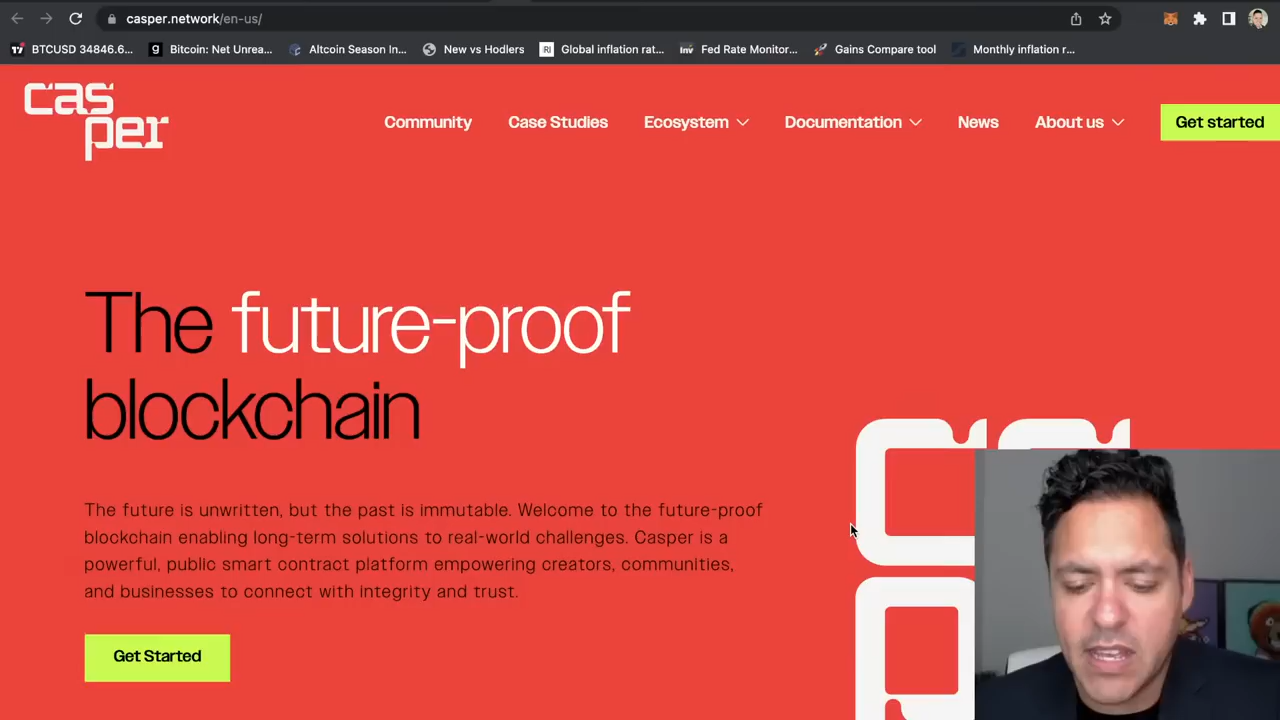 casper.network/en-us/
BTCUSD 34846.6... Bitcoin: Net Unrea... Altcoin Season In... New vs Hodlers Global inflation rat... Fed Rate Monitor... Gains Compare tool Monthly inflation r...
cas
per
Community Case Studies Ecosystem Documentation News About us Get started
The future-proof
blockchain
The future is unwritten, but the past is immutable. Welcome to the future-proof
blockchain enabling long-term solutions to real-world challenges. Casper is a
powerful, public smart contract platform empowering creators, communities,
and businesses to connect with integrity and trust.
Get Started